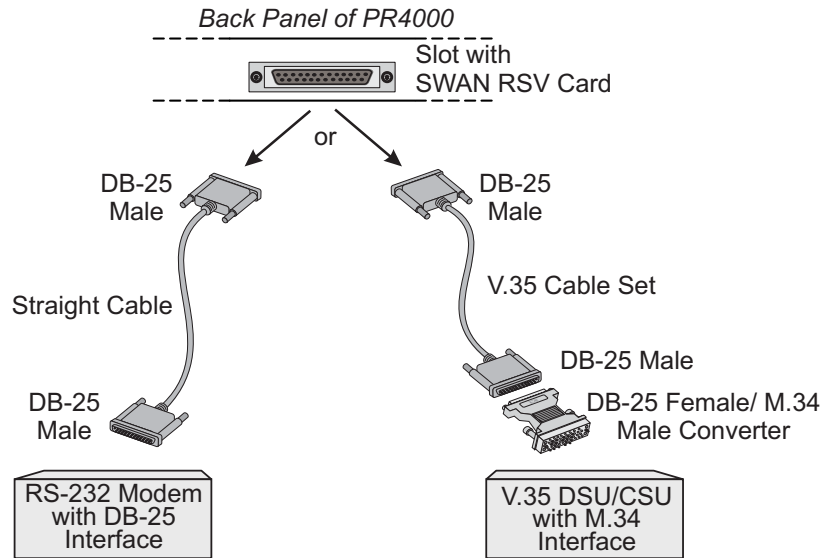 Back Panel of PR4000
Slot with
SWAN RSV Card
or
DB-25
Male
DB-25
Male
Straight Cable
V.35 Cable Set
DB-25 Male
DB-25
Male
DB-25 Female/ M.34
Male Converter
RS-232 Modem
with DB-25
Interface
V.35 DSU/CSU
with M.34
Interface